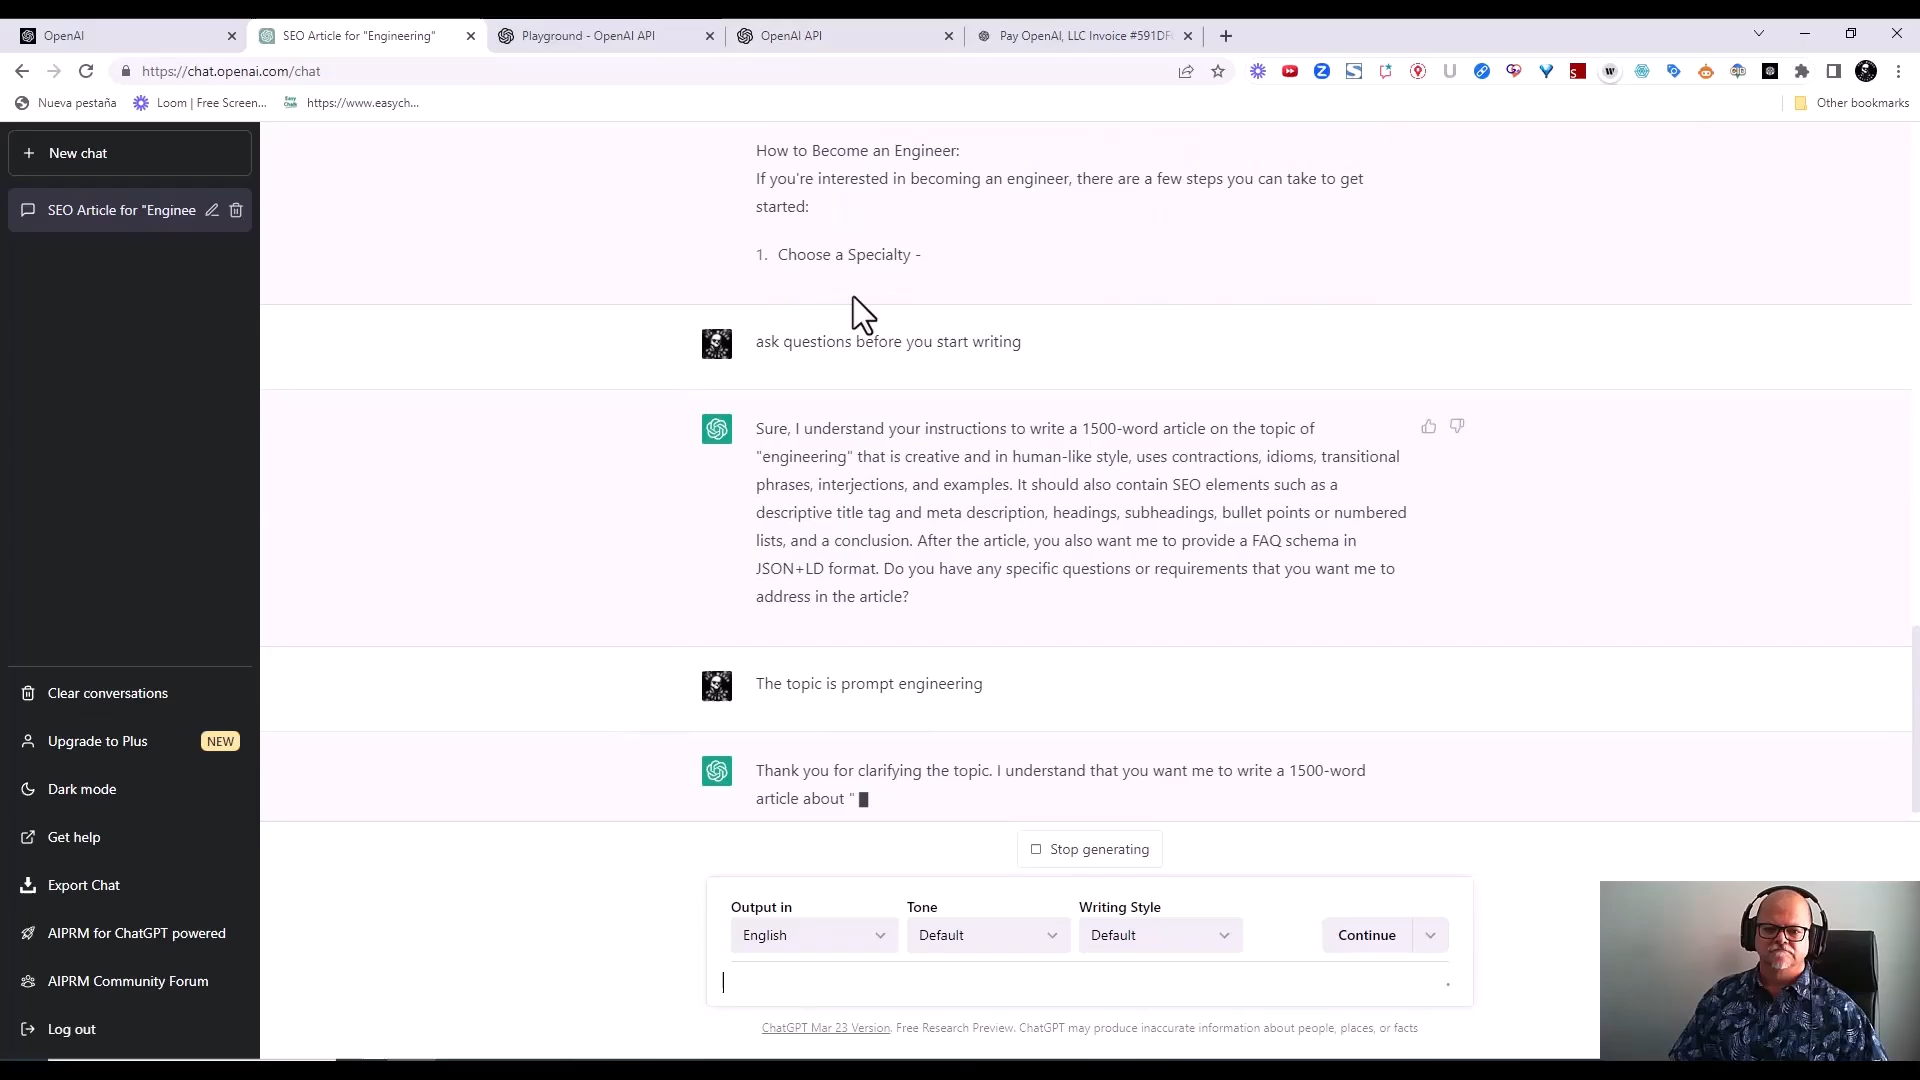 OpenAI
SEO Article for "Engineering"
Playground - OpenAI API
OpenAI API
Pay OpenAI, LLC Invoice #591DF
https://chat.openai.com/chat
Nueva pestaña
Loom | Free Screen...
https://www.easych...
Other bookmarks
New chat
SEO Article for "Enginee
Clear conversations
Upgrade to Plus
NEW
Dark mode
Get help
Export Chat
AIPRM for ChatGPT powered
AIPRM Community Forum
Log out
How to Become an Engineer:
If you're interested in becoming an engineer, there are a few steps you can take to get
started:
1. Choose a Specialty -
ask questions before you start writing
Sure, I understand your instructions to write a 1500-word article on the topic of
"engineering" that is creative and in human-like style, uses contractions, idioms, transitional
phrases, interjections, and examples. It should also contain SEO elements such as a
descriptive title tag and meta description, headings, subheadings, bullet points or numbered
lists, and a conclusion. After the article, you also want me to provide a FAQ schema in
JSON+LD format. Do you have any specific questions or requirements that you want me to
address in the article?
The topic is prompt engineering
Thank you for clarifying the topic. I understand that you want me to write a 1500-word
article about "
Stop generating
Output in
Tone
Writing Style
English
Default
Default
Continue
ChatGPT Mar 23 Version. Free Research Preview. ChatGPT may produce inaccurate information about people, places, or facts